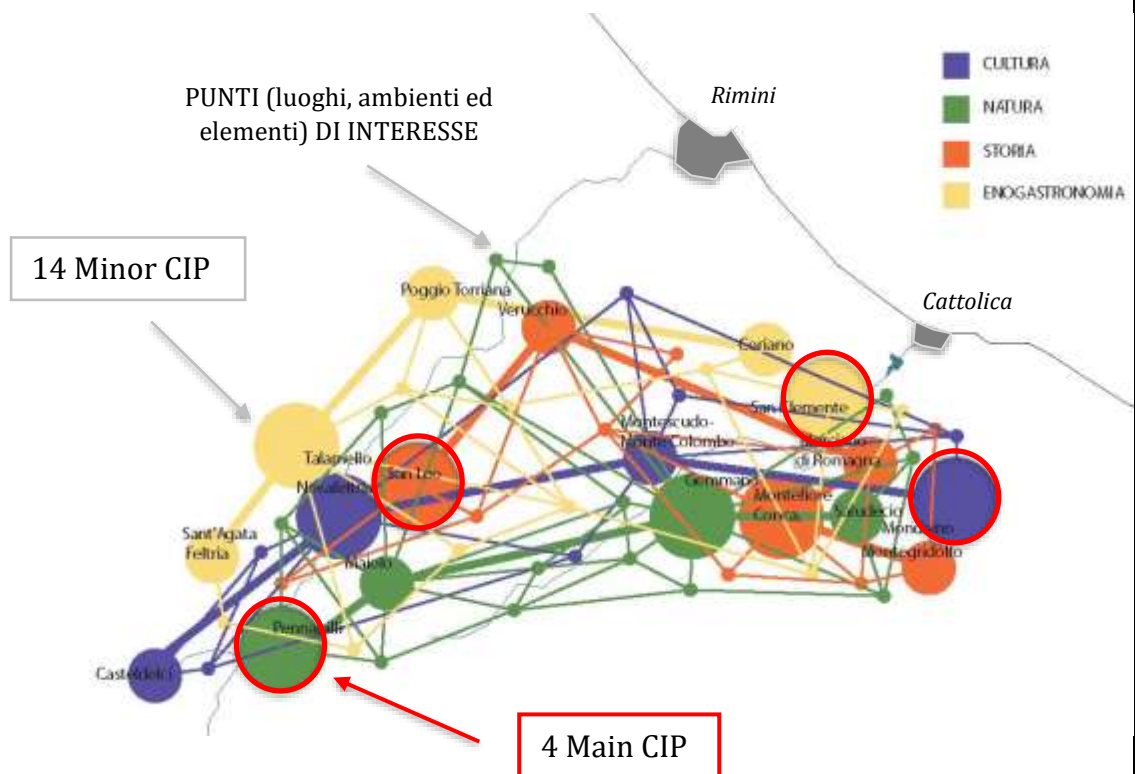 CULTURA
NATURA
STORIA
ENOGASTRONOMIA
PUNTI (luoghi, ambienti ed
elementi) DI INTERESSE
Rimini
14 Minor CIP
Cattolica
Poggio Torriana
Verucchio
Coriano
San Clemente
Montescudo-
MonteColombo
di Romagna
Talamello
Novafeltria
San Leo
Gemmano
Montefiore
Conca
Saludecio
Mondaino
Montegridolfo
Sant'Agata
Feltria
Maiolo
Pennabilli
Casteldelci
4 Main CIP